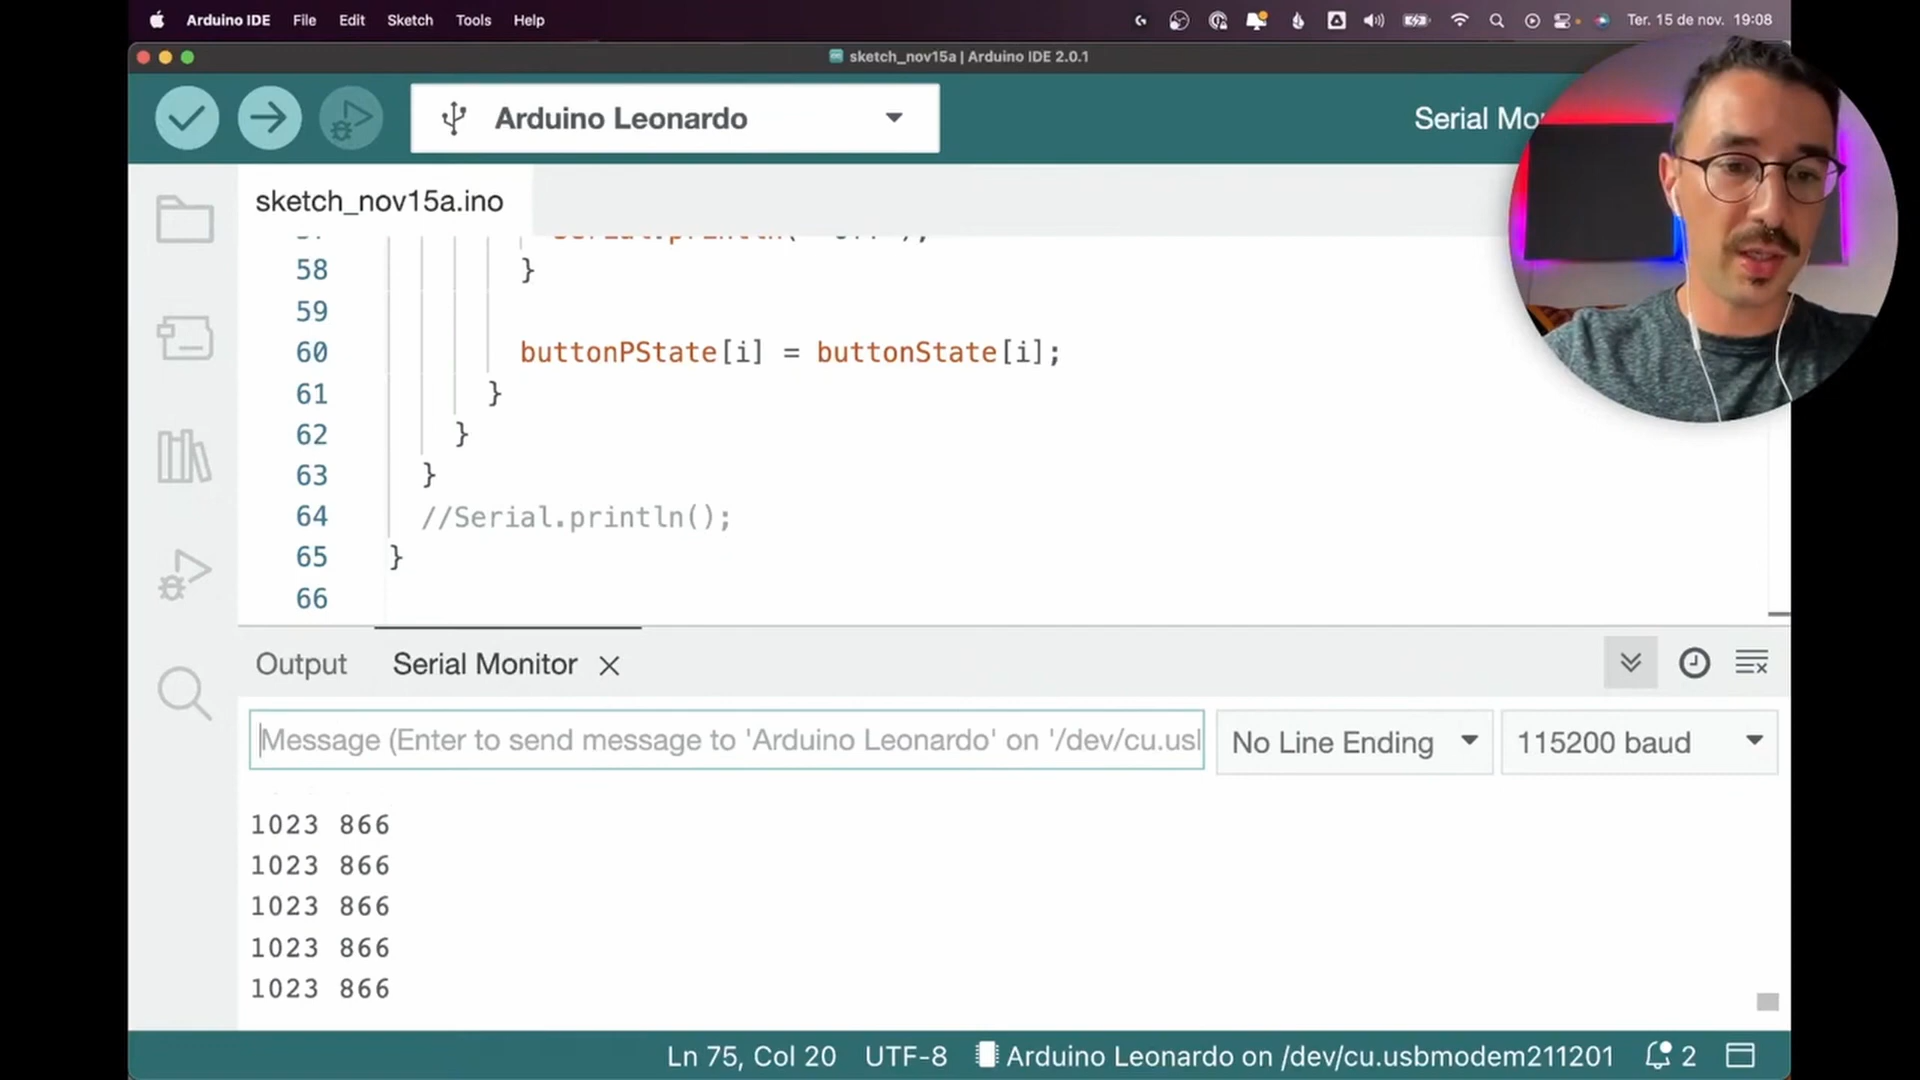 Arduino IDE File Edit Sketch Tools Help Ter. 15 de nov. 19:08
sketch_nov15a | Arduino IDE 2.0.1
Arduino Leonardo
Serial Mo
sketch_nov15a.ino
58 }
59
60 buttonPState[i] = buttonState[i];
61 }
62 }
63 }
64 //Serial.println();
65 }
66
Output Serial Monitor
Message (Enter to send message to 'Arduino Leonardo' on '/dev/cu.usl
No Line Ending
115200 baud
1023 866
1023 866
1023 866
1023 866
1023 866
Ln 75, Col 20 UTF-8 Arduino Leonardo on /dev/cu.usbmodem211201 2